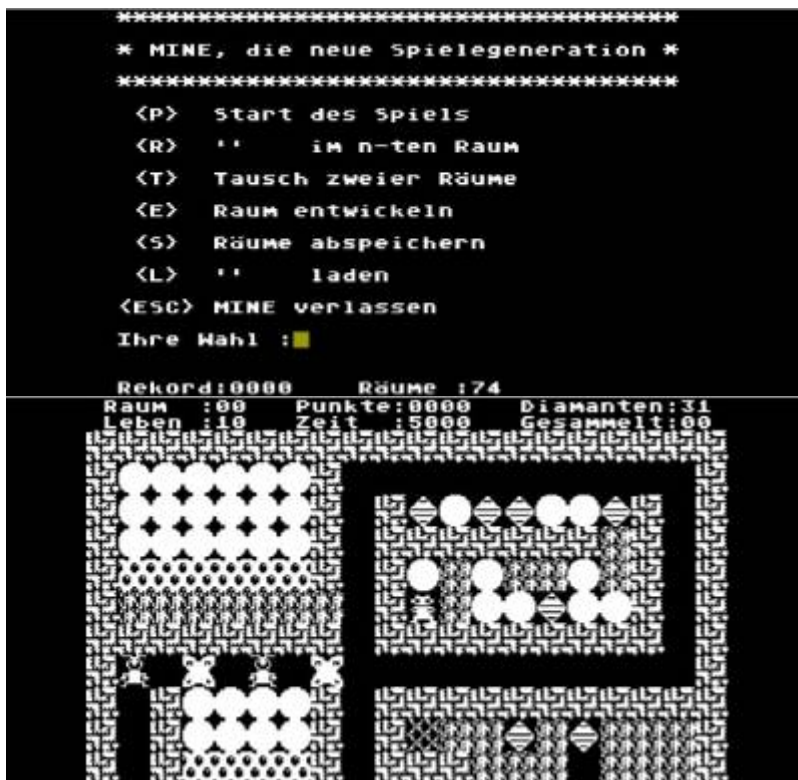 ***********************************
* MINE, die neue Spielegeneration *
***********************************
<P> Start des Spiels
<R> '' im n-ten Raum
<T> Tausch zweier Räume
<E> Raum entwickeln
<S> Räume abspeichern
<L> '' laden
<ESC> MINE verlassen
Ihre Wahl :
Rekord:0000 Räume :74
Raum :00 Punkte:0000 Diamanten:31
Leben :10 Zeit :5000 Gesammelt:00